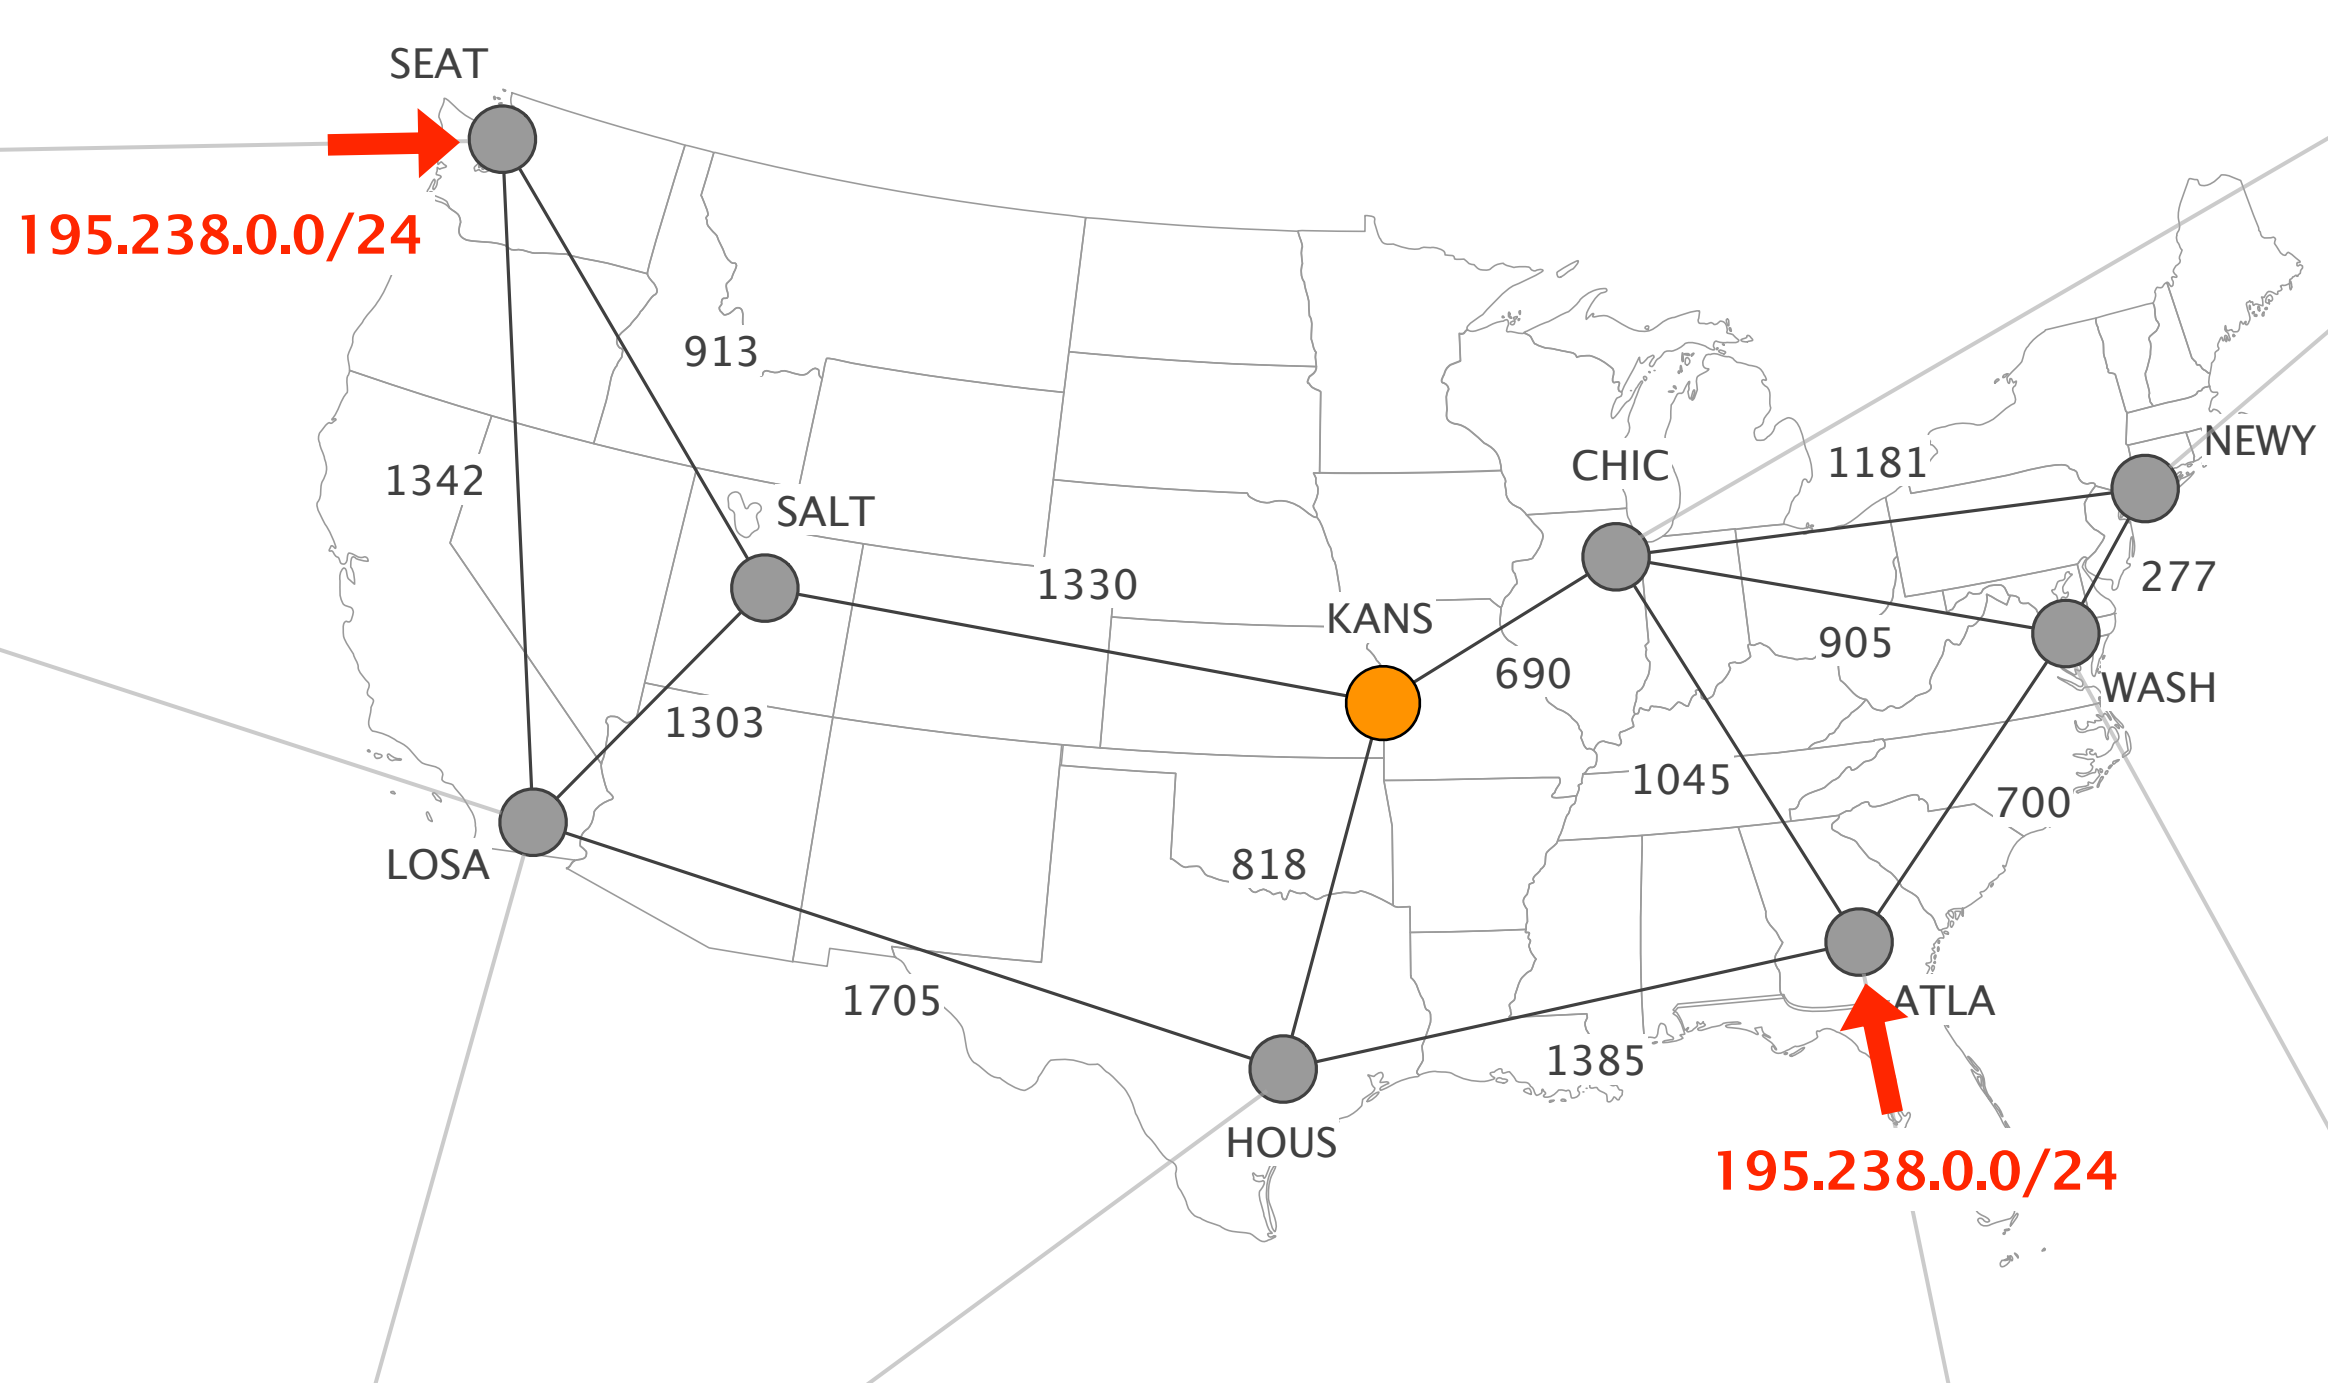 SEAT
195.238.0.0/24
913
NEWY
CHIC
1181
1342
SALT
1330
277
KANS
905
690
WASH
1303
1045
700
LOSA
818
1705
ATLA
1385
HOUS
195.238.0.0/24